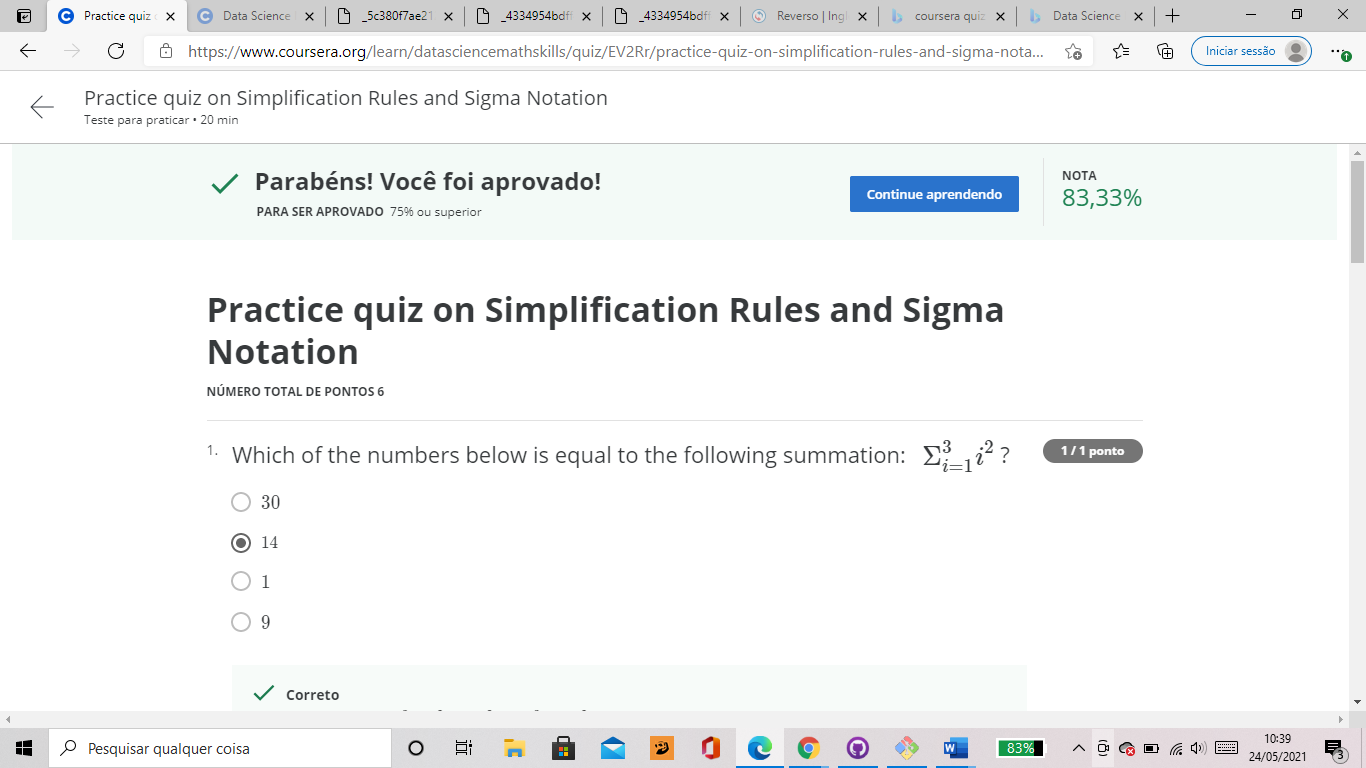 Practice quiz
Data Science
_5c380f7ae21
_4334954bdff
_4334954bdff
Reverso | Ingl
coursera quiz
Data Science
https://www.coursera.org/learn/datasciencemathskills/quiz/EV2Rr/practice-quiz-on-simplification-rules-and-sigma-nota...
Iniciar sessão
Practice quiz on Simplification Rules and Sigma Notation
Teste para praticar • 20 min
Parabéns! Você foi aprovado!
PARA SER APROVADO 75% ou superior
Continue aprendendo
NOTA
83,33%
Practice quiz on Simplification Rules and Sigma
Notation
NÚMERO TOTAL DE PONTOS 6
1. Which of the numbers below is equal to the following summation: Σ³ᵢ₌₁ i² ?
1 / 1 ponto
30
14
1
9
Correto
Pesquisar qualquer coisa
83%
10:39
24/05/2021
3